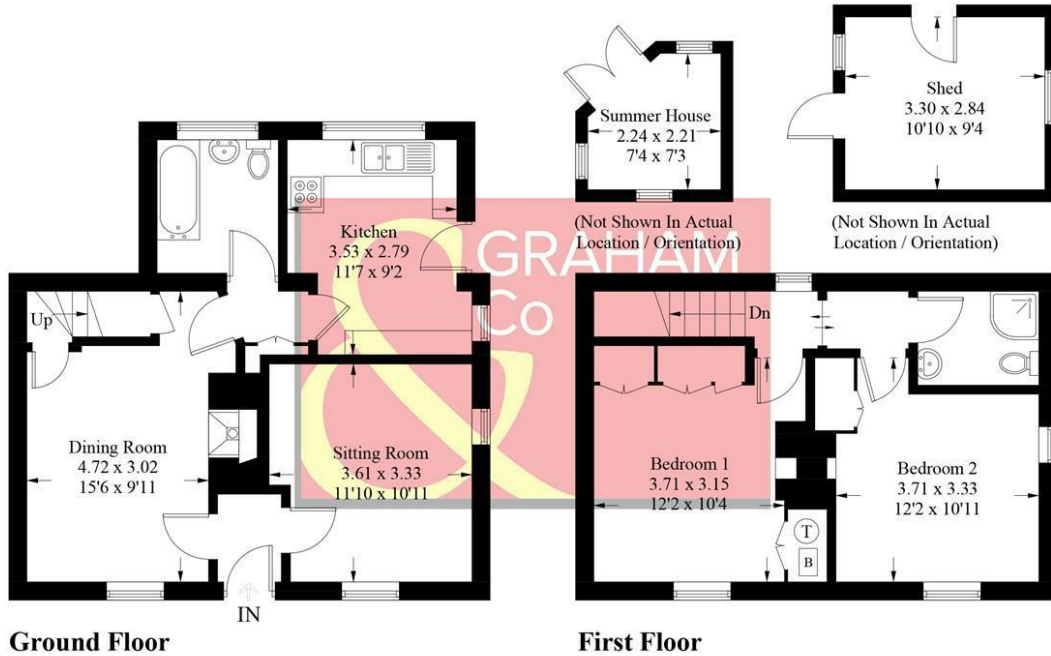 Summer House
2.24 x 2.21
7'4 x 7'3
(Not Shown In Actual
Location / Orientation)
Shed
3.30 x 2.84
10'10 x 9'4
(Not Shown In Actual
Location / Orientation)
Kitchen
3.53 x 2.79
11'7 x 9'2
GRAHAM
& Co
Up
Dining Room
4.72 x 3.02
15'6 x 9'11
Sitting Room
3.61 x 3.33
11'10 x 10'11
IN
Ground Floor
Dn
Bedroom 1
3.71 x 3.15
12'2 x 10'4
T
B
Bedroom 2
3.71 x 3.33
12'2 x 10'11
First Floor